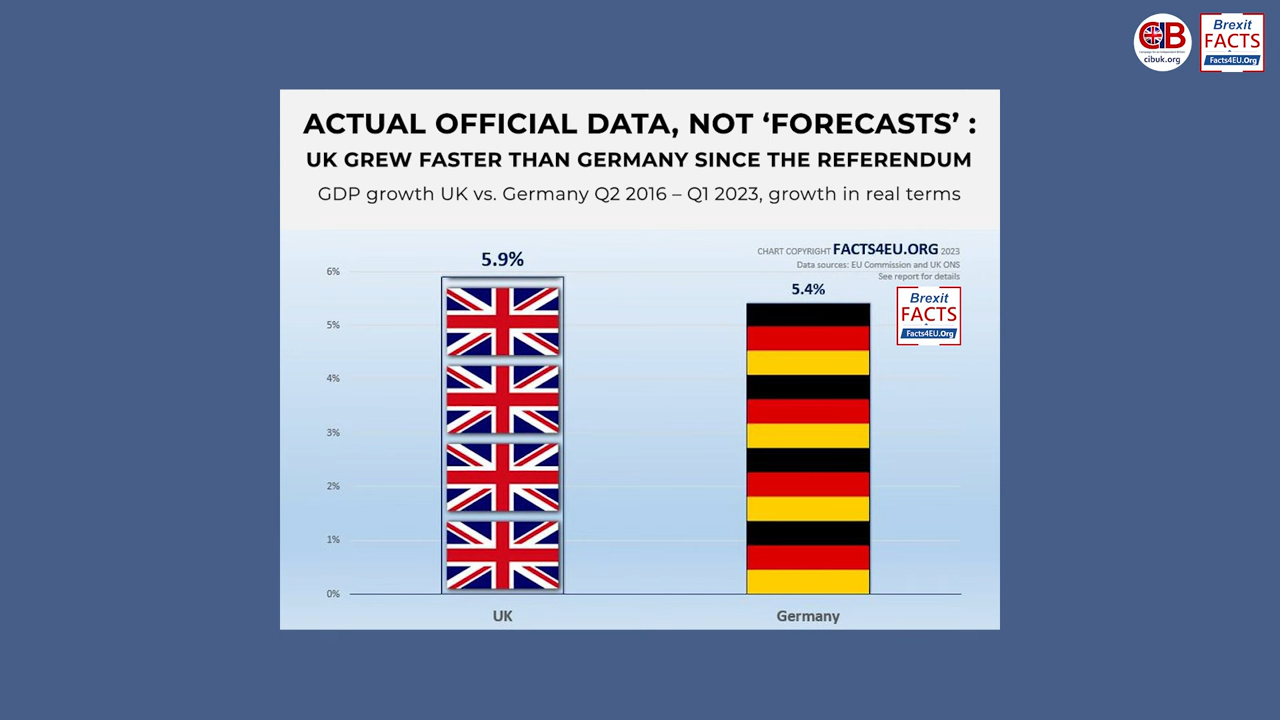 CIB
cibuk.org
Brexit
FACTS
Facts4EU.Org
ACTUAL OFFICIAL DATA, NOT ‘FORECASTS’ :
UK GREW FASTER THAN GERMANY SINCE THE REFERENDUM
GDP growth UK vs. Germany Q2 2016 – Q1 2023, growth in real terms
CHART COPYRIGHT FACTS4EU.ORG 2023
Data sources: EU Commission and UK ONS
See report for details
Brexit
FACTS
Facts4EU.Org
5.9%
5.4%
6%
5%
4%
3%
2%
1%
0%
UK
Germany